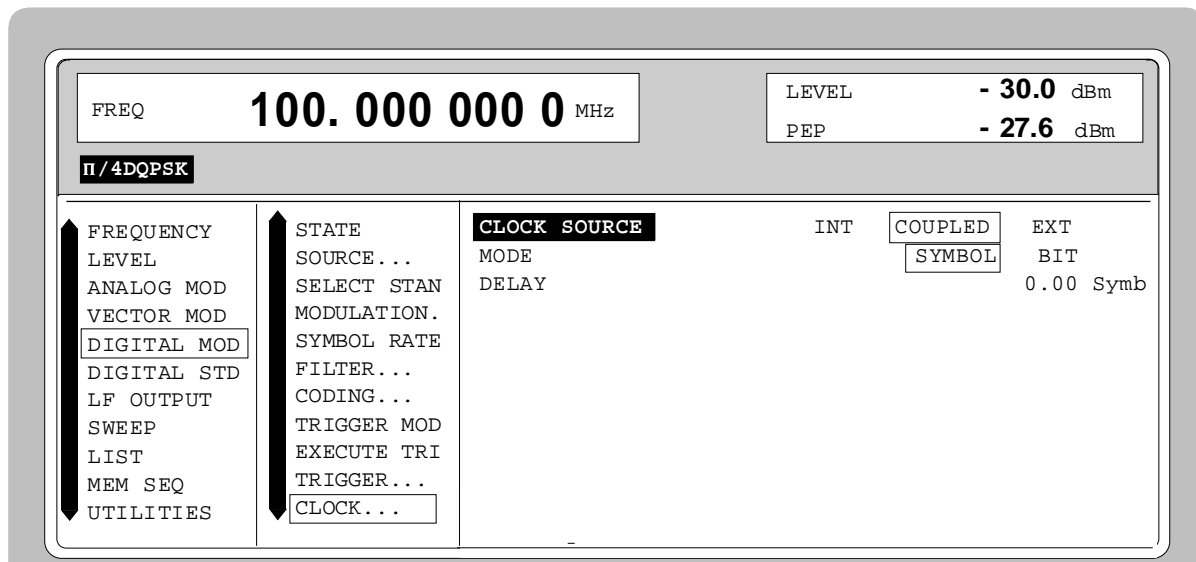 FREQ 100. 000 000 0 MHz
LEVEL - 30.0 dBm
PEP - 27.6 dBm
Π/4DQPSK
FREQUENCY
LEVEL
ANALOG MOD
VECTOR MOD
DIGITAL MOD
DIGITAL STD
LF OUTPUT
SWEEP
LIST
MEM SEQ
UTILITIES
STATE
SOURCE...
SELECT STAN
MODULATION.
SYMBOL RATE
FILTER...
CODING...
TRIGGER MOD
EXECUTE TRI
TRIGGER...
CLOCK...
CLOCK SOURCE INT COUPLED EXT
MODE SYMBOL BIT
DELAY 0.00 Symb